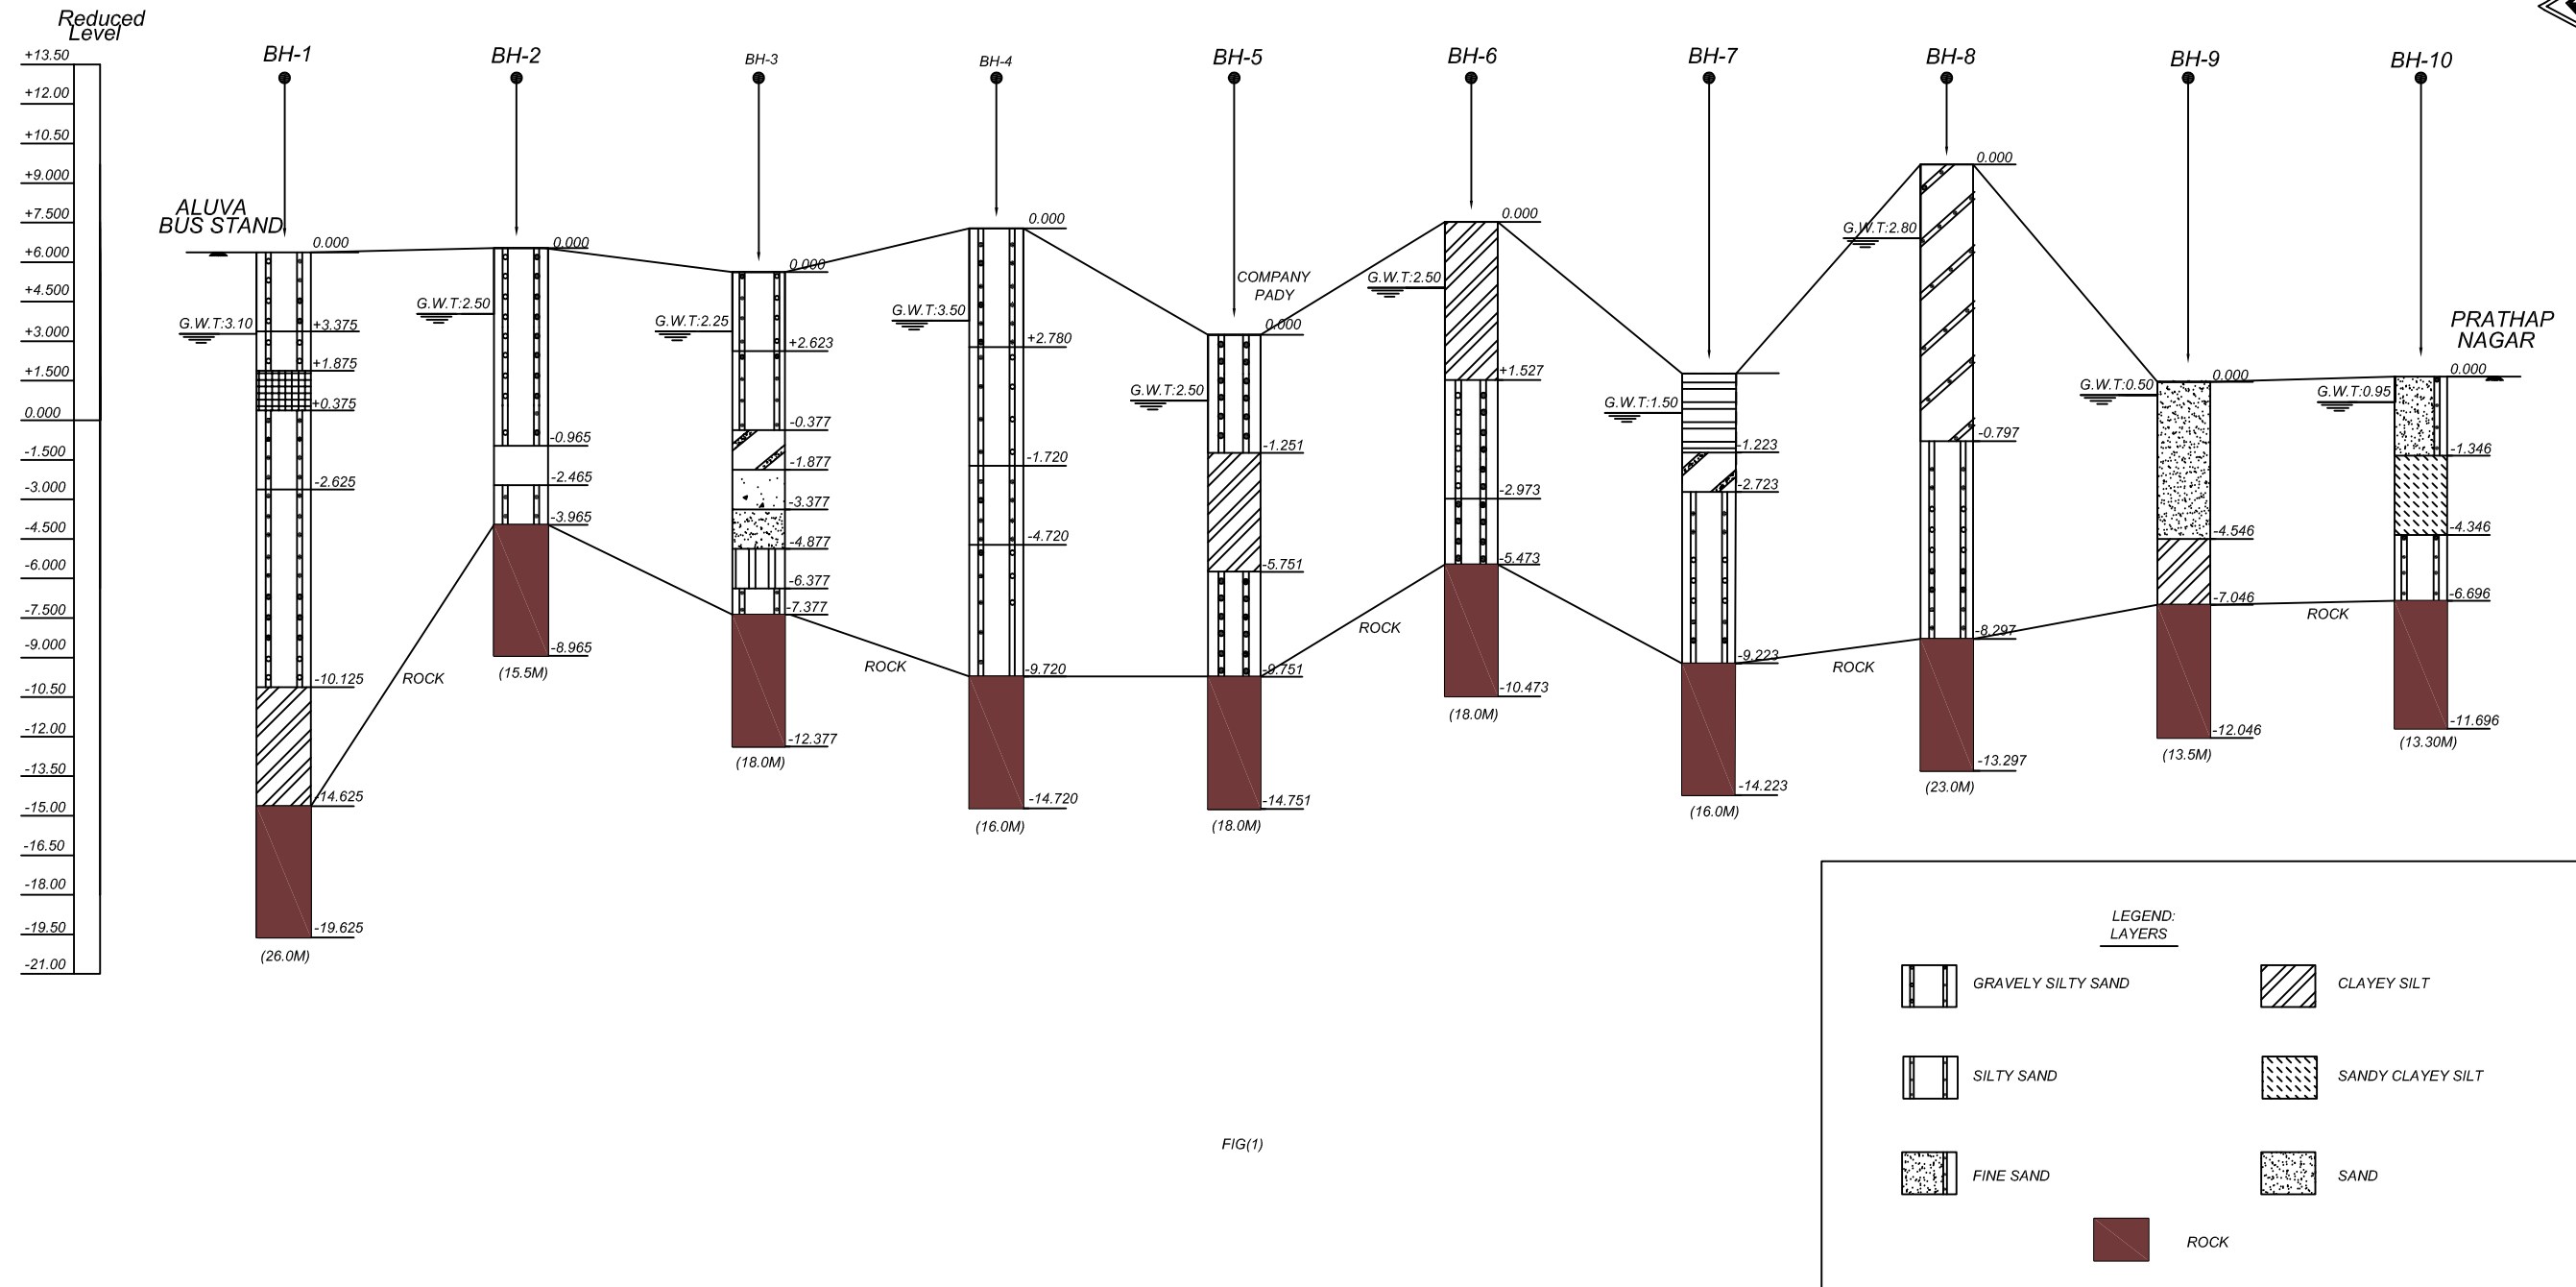 Reduced
Level
+13.50
+12.00
+10.50
+9.000
+7.500
+6.000
+4.500
+3.000
+1.500
0.000
-1.500
-3.000
-4.500
-6.000
-7.500
-9.000
-10.50
-12.00
-13.50
-15.00
-16.50
-18.00
-19.50
-21.00
BH-1
ALUVA
BUS STAND
0.000
G.W.T:3.10
+3.375
+1.875
+0.375
-2.625
-10.125
-14.625
-19.625
(26.0M)
ROCK
BH-2
0.000
G.W.T:2.50
-0.965
-2.465
-3.965
-8.965
(15.5M)
BH-3
0.000
G.W.T:2.25
+2.623
-0.377
-1.877
-3.377
-4.877
-6.377
-7.377
-12.377
(18.0M)
ROCK
BH-4
0.000
G.W.T:3.50
+2.780
-1.720
-4.720
-9.720
-14.720
(16.0M)
BH-5
COMPANY
PADY
0.000
G.W.T:2.50
-1.251
-5.751
-9.751
-14.751
(18.0M)
ROCK
BH-6
0.000
G.W.T:2.50
+1.527
-2.973
-5.473
-10.473
(18.0M)
BH-7
G.W.T:1.50
-1.223
-2.723
-9.223
-14.223
(16.0M)
ROCK
BH-8
0.000
G.W.T:2.80
-0.797
-8.297
-13.297
(23.0M)
BH-9
0.000
G.W.T:0.50
-4.546
-7.046
-12.046
(13.5M)
ROCK
BH-10
PRATHAP
NAGAR
0.000
G.W.T:0.95
-1.346
-4.346
-6.696
-11.696
(13.30M)
LEGEND:
LAYERS
GRAVELY SILTY SAND
CLAYEY SILT
SILTY SAND
SANDY CLAYEY SILT
FINE SAND
SAND
ROCK
FIG(1)